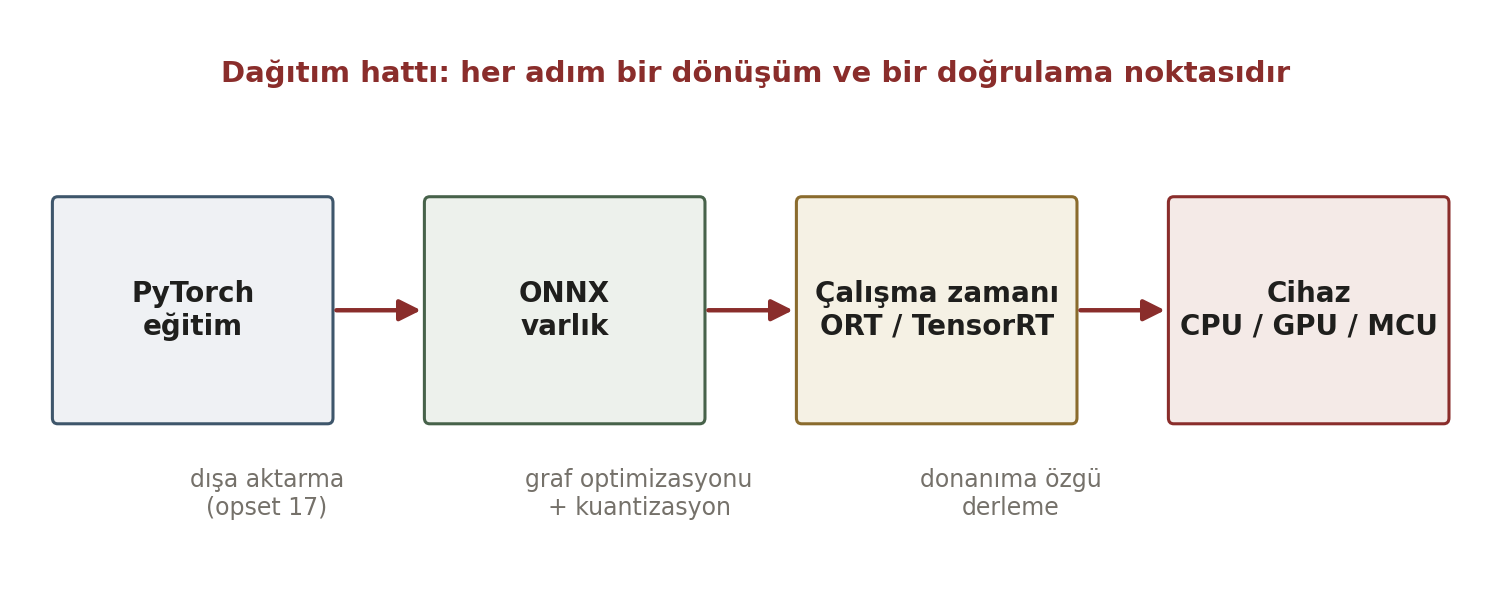 Dağıtım hattı: her adım bir dönüşüm ve bir doğrulama noktasıdır
PyTorch
eğitim
ONNX
varlık
Çalışma zamanı
ORT / TensorRT
Cihaz
CPU / GPU / MCU
dışa aktarma
(opset 17)
graf optimizasyonu
+ kuantizasyon
donanıma özgü
derleme